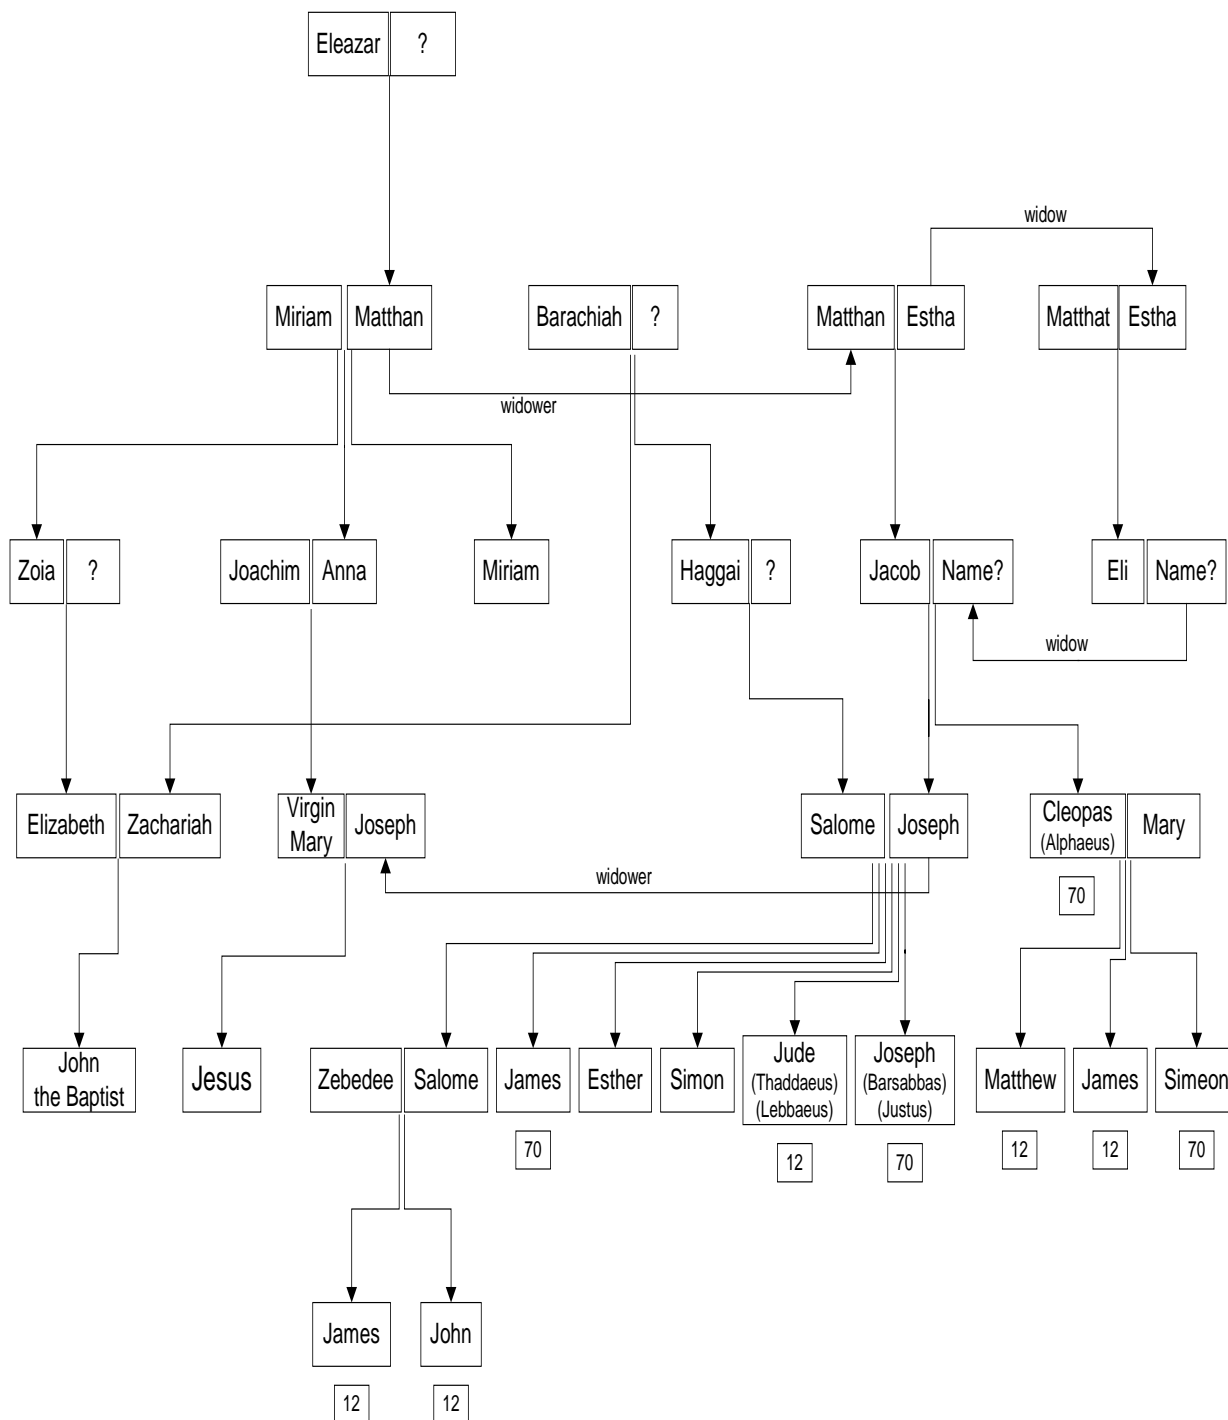 Eleazar ?
widow
Miriam Matthan Barachiah ? Matthan Estha Matthat Estha
widower
Zoia ? Joachim Anna Miriam Haggai ? Jacob Name? Eli Name?
widow
Elizabeth Zachariah Virgin Mary Joseph Salome Joseph Cleopas (Alphaeus) Mary
widower
70
John the Baptist Jesus Zebedee Salome James Esther Simon Jude (Thaddaeus) (Lebbaeus) Joseph (Barsabbas) (Justus) Matthew James Simeon
70 12 70 12 12 70
James John
12 12